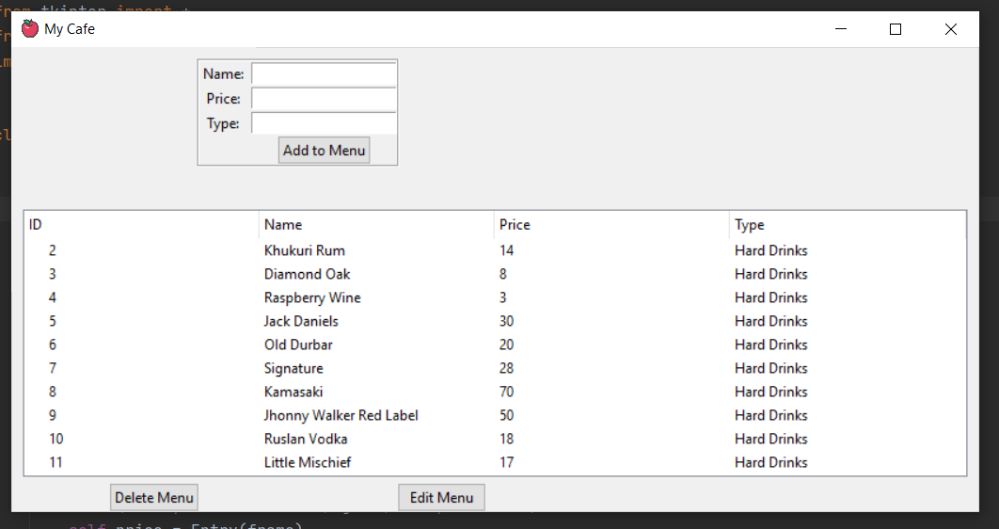 from tkinter import
My Cafe
Name:
Price:
Type:
Add to Menu
ID Name Price Type
2 Khukuri Rum 14 Hard Drinks
3 Diamond Oak 8 Hard Drinks
4 Raspberry Wine 3 Hard Drinks
5 Jack Daniels 30 Hard Drinks
6 Old Durbar 20 Hard Drinks
7 Signature 28 Hard Drinks
8 Kamasaki 70 Hard Drinks
9 Jhonny Walker Red Label 50 Hard Drinks
10 Ruslan Vodka 18 Hard Drinks
11 Little Mischief 17 Hard Drinks
Delete Menu Edit Menu
self.price = Entry(frame)